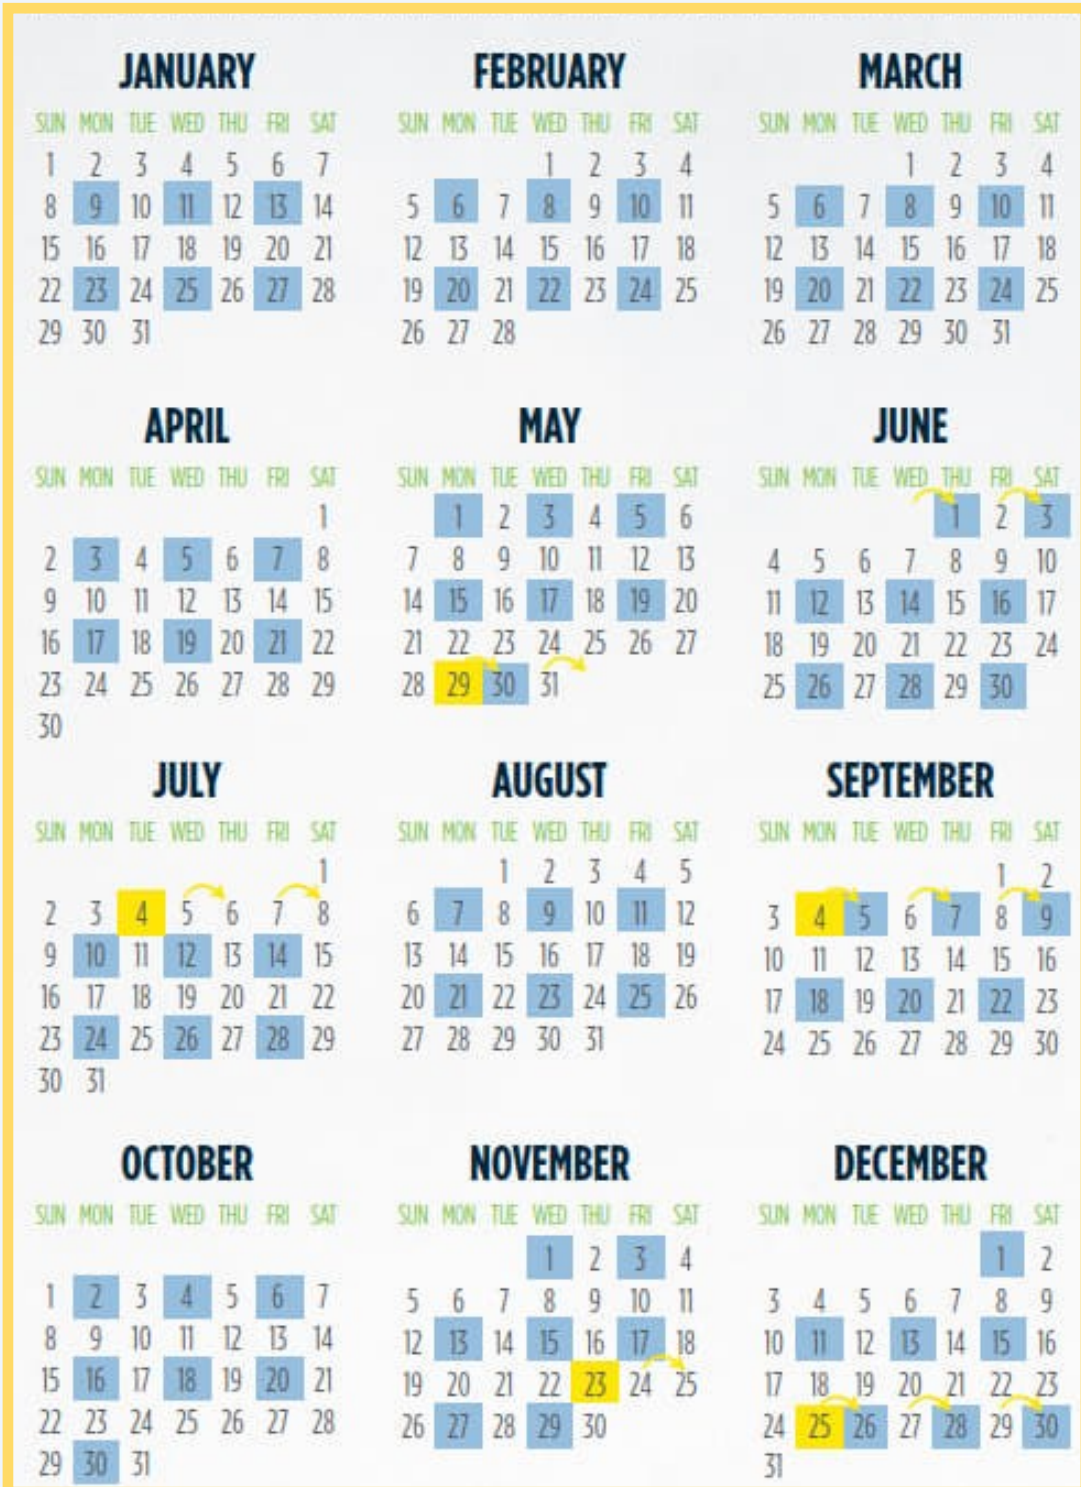 JANUARY FEBRUARY MARCH
SUN MON TUE WED THU FRI SAT SUN MON TUE WED THU FRI SAT SUN MON TUE WED THU FRI SAT
1 2 3 4 5 6 7 1 2 3 4 1 2 3 4
8 9 10 11 12 13 14 5 6 7 8 9 10 11 5 6 7 8 9 10 11
15 16 17 18 19 20 21 12 13 14 15 16 17 18 12 13 14 15 16 17 18
22 23 24 25 26 27 28 19 20 21 22 23 24 25 19 20 21 22 23 24 25
29 30 31 26 27 28 26 27 28 29 30 31
APRIL MAY JUNE
SUN MON TUE WED THU FRI SAT SUN MON TUE WED THU FRI SAT SUN MON TUE WED THU FRI SAT
1 1 2 3 4 5 6 1 2 3
2 3 4 5 6 7 8 7 8 9 10 11 12 13 4 5 6 7 8 9 10
9 10 11 12 13 14 15 14 15 16 17 18 19 20 11 12 13 14 15 16 17
16 17 18 19 20 21 22 21 22 23 24 25 26 27 18 19 20 21 22 23 24
23 24 25 26 27 28 29 28 29 30 31 25 26 27 28 29 30
30
JULY AUGUST SEPTEMBER
SUN MON TUE WED THU FRI SAT SUN MON TUE WED THU FRI SAT SUN MON TUE WED THU FRI SAT
1 1 2 3 4 5 1 2
2 3 4 5 6 7 8 6 7 8 9 10 11 12 3 4 5 6 7 8 9
9 10 11 12 13 14 15 13 14 15 16 17 18 19 10 11 12 13 14 15 16
16 17 18 19 20 21 22 20 21 22 23 24 25 26 17 18 19 20 21 22 23
23 24 25 26 27 28 29 27 28 29 30 31 24 25 26 27 28 29 30
30 31
OCTOBER NOVEMBER DECEMBER
SUN MON TUE WED THU FRI SAT SUN MON TUE WED THU FRI SAT SUN MON TUE WED THU FRI SAT
1 2 3 4 1 2
1 2 3 4 5 6 7 5 6 7 8 9 10 11 3 4 5 6 7 8 9
8 9 10 11 12 13 14 12 13 14 15 16 17 18 10 11 12 13 14 15 16
15 16 17 18 19 20 21 19 20 21 22 23 24 25 17 18 19 20 21 22 23
22 23 24 25 26 27 28 26 27 28 29 30 24 25 26 27 28 29 30
29 30 31 31